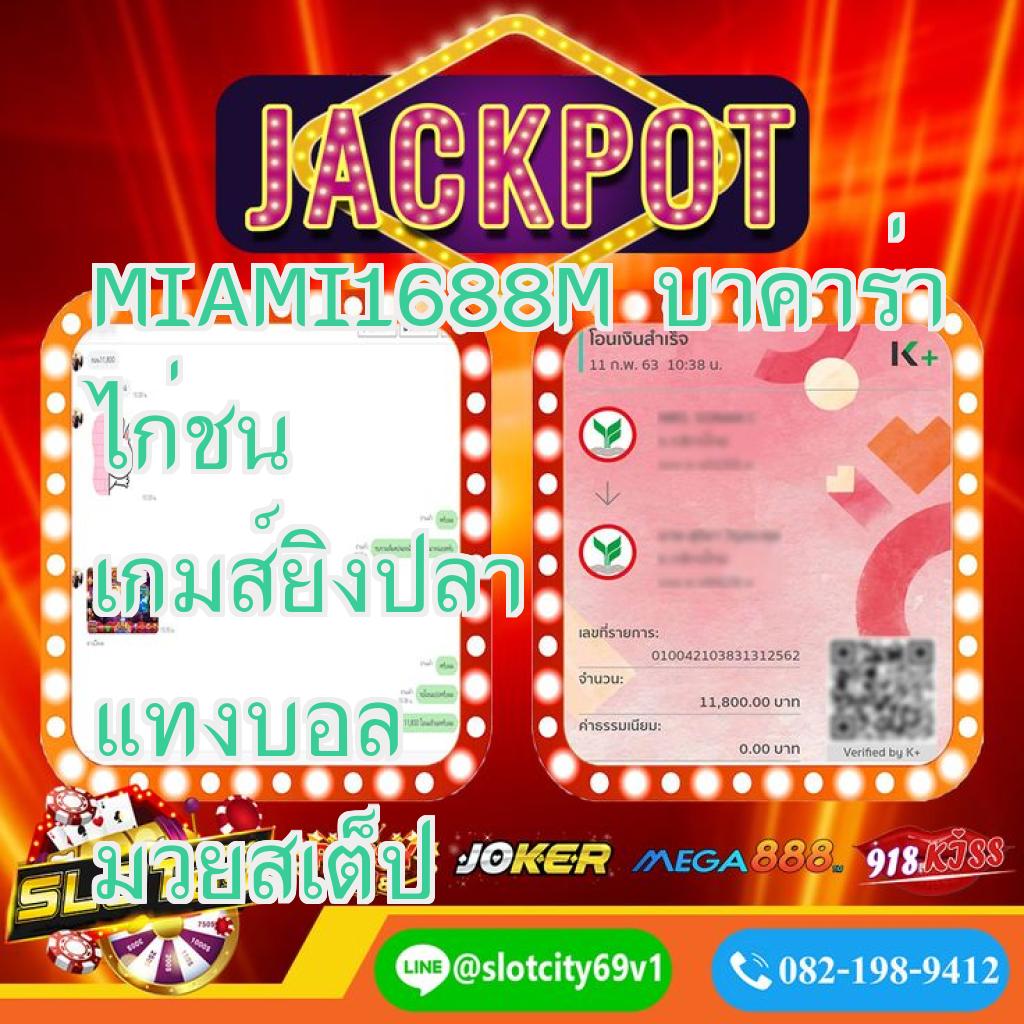 JACKPOT
MIAMI1688M บาคาร่า
ไก่ชน
เกมส์ยิงปลา
แทงบอล
มวยสเต็ป
โอนเงินสำเร็จ
11 ก.พ. 63 10:38 น.
K+
เลขที่รายการ:
010042103831312562
จำนวน:
11,800.00 บาท
ค่าธรรมเนียม:
0.00 บาท
Verified by K+
JOKER
MEGA888
918KISS
LINE @slotcity69v1
082-198-9412